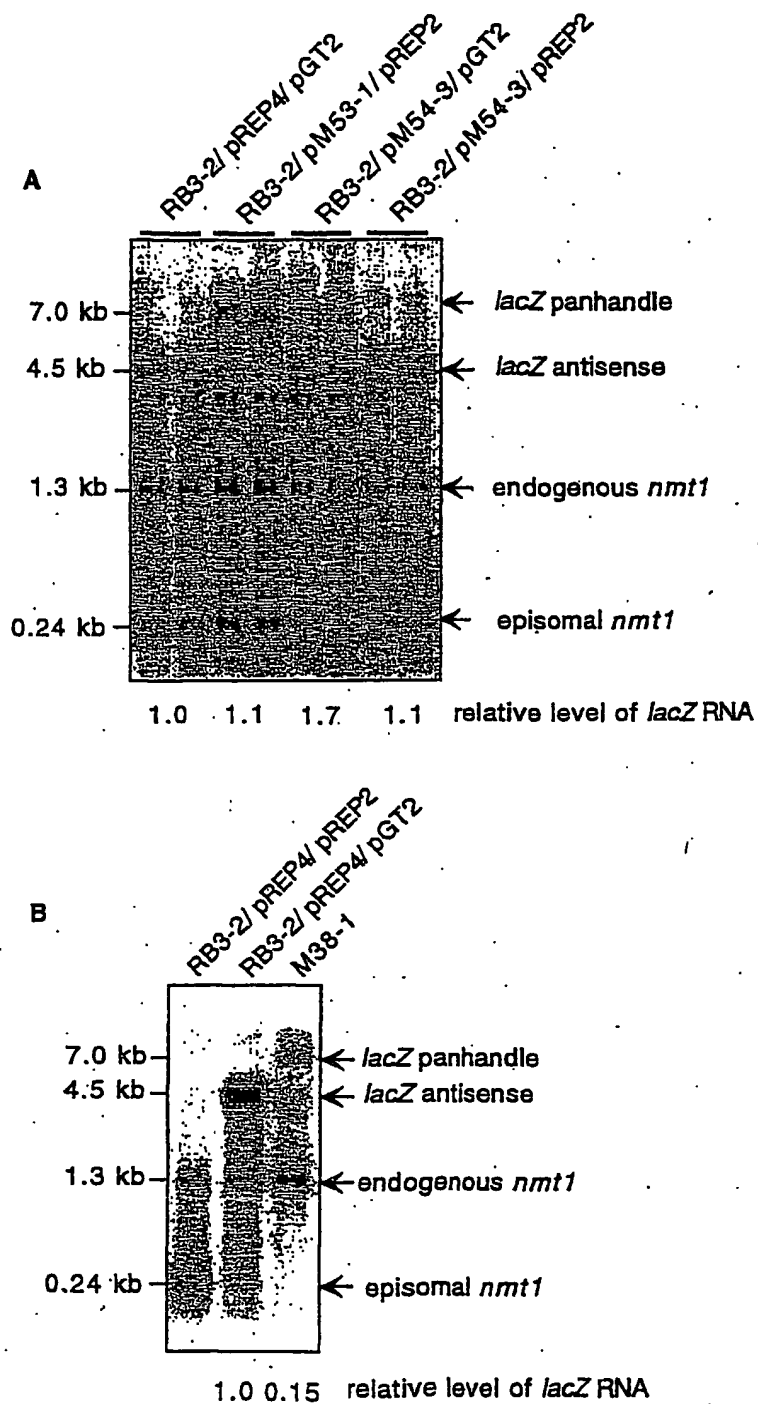 A
RB3-2/ pREP4/ pGT2
RB3-2/ pM53-1/ pREP2
RB3-2/ pM54-3/ pGT2
RB3-2/ pM54-3/ pREP2
7.0 kb
4.5 kb
1.3 kb
0.24 kb
lacZ panhandle
lacZ antisense
endogenous nmt1
episomal nmt1
1.0 1.1 1.7 1.1 relative level of lacZ RNA
B
RB3-2/ pREP4/ pREP2
RB3-2/ pREP4/ pGT2
M38-1
7.0 kb
4.5 kb
1.3 kb
0.24 kb
lacZ panhandle
lacZ antisense
endogenous nmt1
episomal nmt1
1.0 0.15 relative level of lacZ RNA